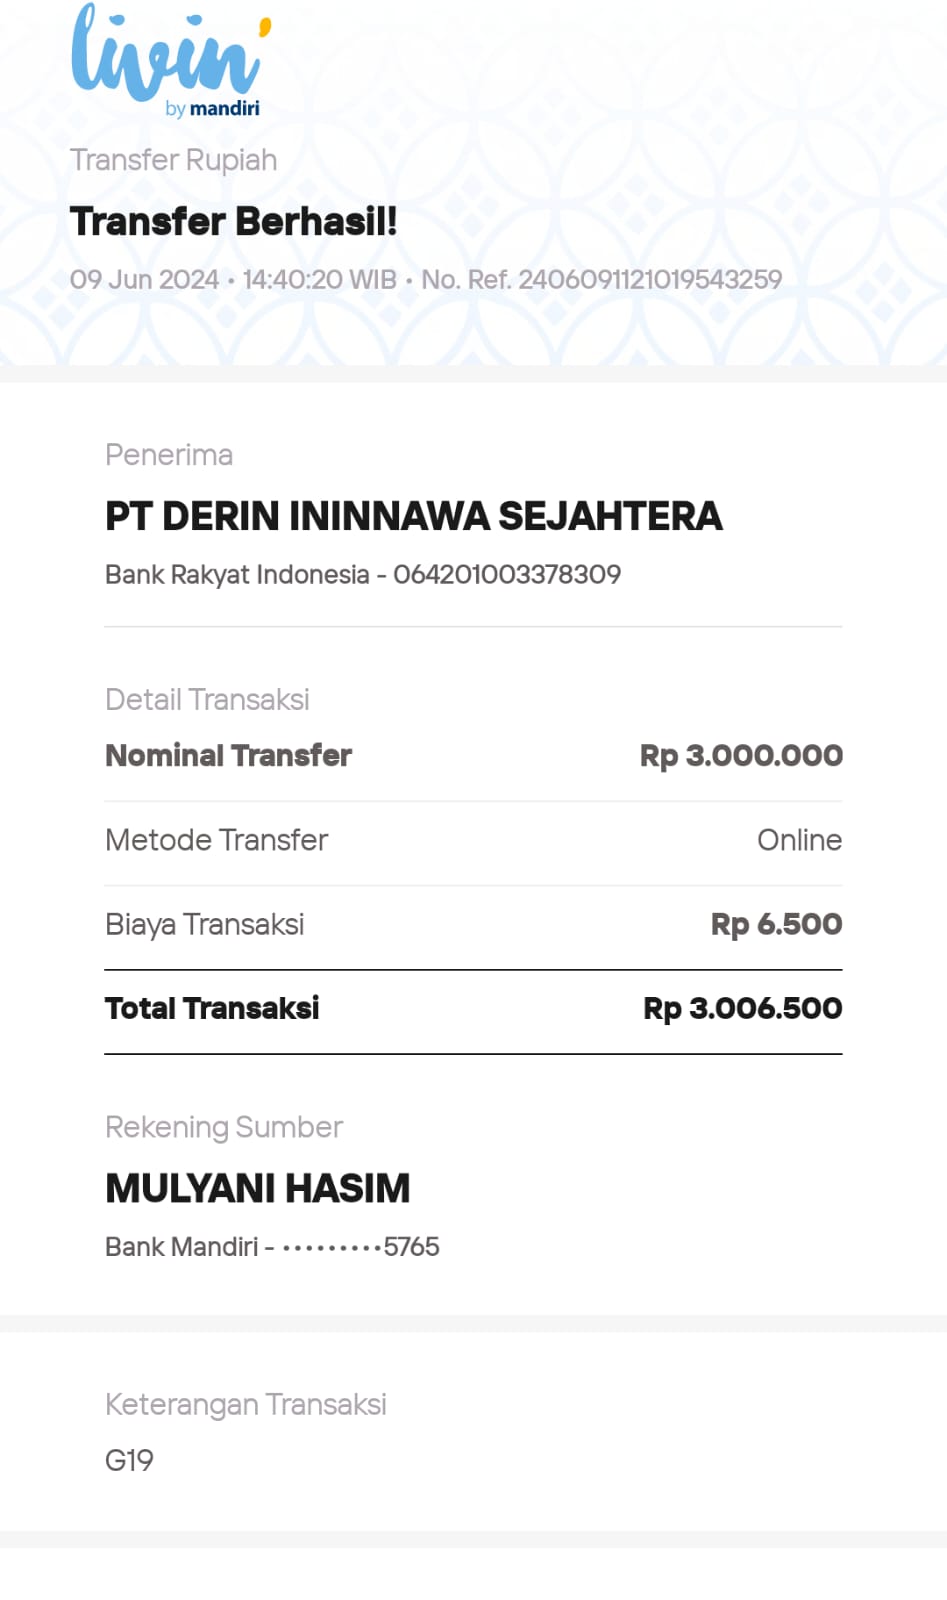 livin'
by mandiri
Transfer Rupiah
Transfer Berhasil!
09 Jun 2024 • 14:40:20 WIB • No. Ref. 2406091121019543259
Penerima
PT DERIN ININNAWA SEJAHTERA
Bank Rakyat Indonesia - 064201003378309
Detail Transaksi
Nominal Transfer Rp 3.000.000
Metode Transfer Online
Biaya Transaksi Rp 6.500
Total Transaksi Rp 3.006.500
Rekening Sumber
MULYANI HASIM
Bank Mandiri - •••••••••5765
Keterangan Transaksi
G19